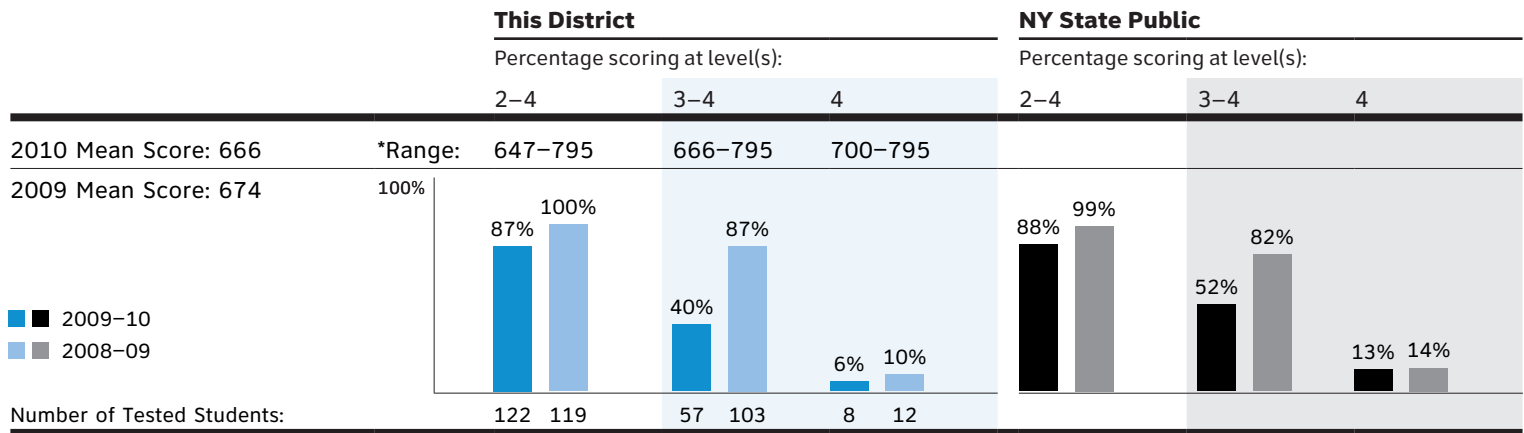 This District NY State Public
Percentage scoring at level(s): Percentage scoring at level(s):
2–4 3–4 4 2–4 3–4 4
2010 Mean Score: 666 *Range: 647–795 666–795 700–795
2009 Mean Score: 674 100%
87% 100% 87% 88% 99% 82%
40% 52%
6% 10% 13% 14%
2009–10
2008–09
Number of Tested Students: 122 119 57 103 8 12